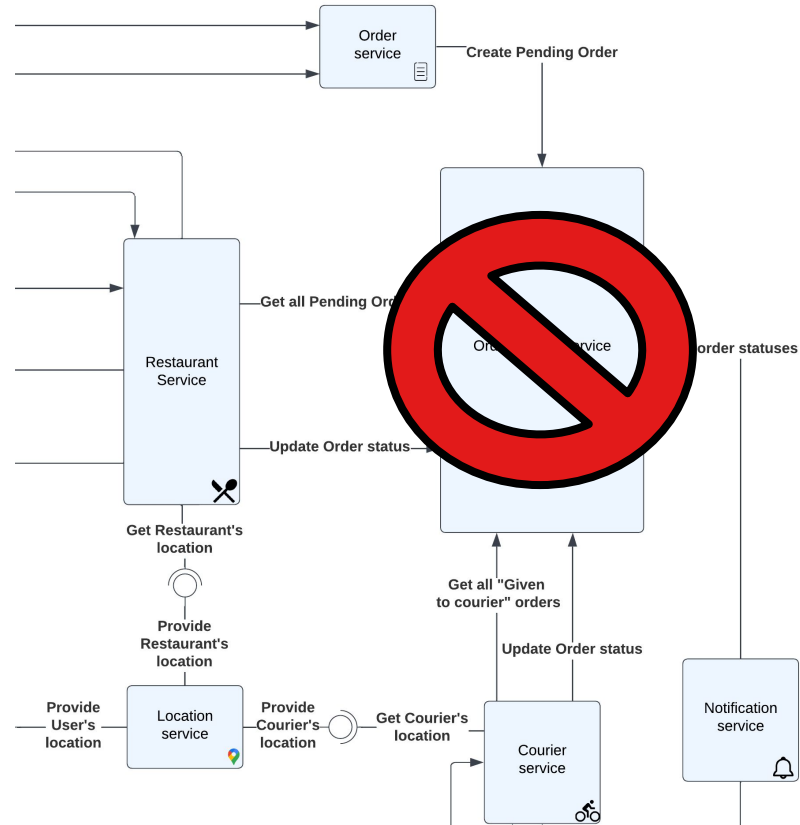 Order
service
Create Pending Order
Get all Pending
order statuses
Restaurant
Service
Update Order status
Get Restaurant's
location
Get all "Given
to courier" orders
Provide
Restaurant's
location
Update Order status
Provide
User's
location
Location
service
Provide
Courier's
location
Get Courier's
location
Notification
service
Courier
service